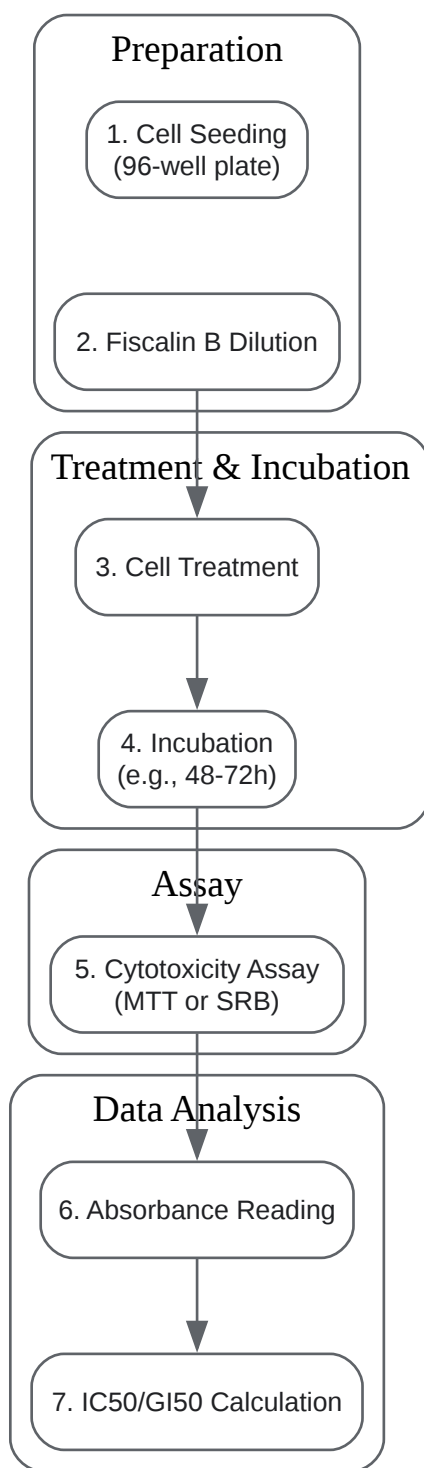 Preparation
1. Cell Seeding
(96-well plate)
2. Fiscalin B Dilution
Treatment & Incubation
3. Cell Treatment
4. Incubation
(e.g., 48-72h)
Assay
5. Cytotoxicity Assay
(MTT or SRB)
Data Analysis
6. Absorbance Reading
7. IC50/GI50 Calculation